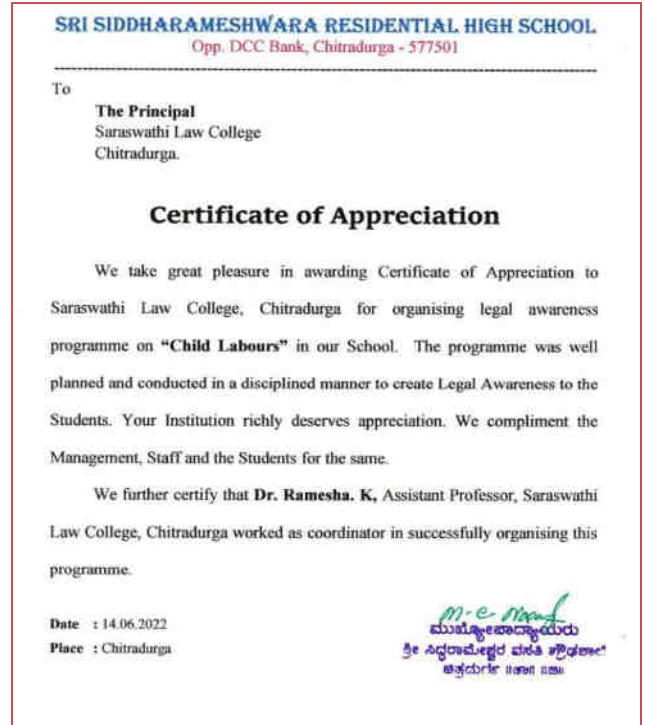 SRI SIDDHARAMESHWARA RESIDENTIAL HIGH SCHOOL
Opp. DCC Bank, Chitradurga - 577501
To
The Principal
Saraswathi Law College
Chitradurga.
Certificate of Appreciation
We take great pleasure in awarding Certificate of Appreciation to
Saraswathi Law College, Chitradurga for organising legal awareness
programme on “Child Labours” in our School. The programme was well
planned and conducted in a disciplined manner to create Legal Awareness to the
Students. Your Institution richly deserves appreciation. We compliment the
Management, Staff and the Students for the same.
We further certify that Dr. Ramesha. K, Assistant Professor, Saraswathi
Law College, Chitradurga worked as coordinator in successfully organising this
programme.
Date : 14.06.2022
Place : Chitradurga
ಮುಖ್ಯೋಪಾಧ್ಯಾಯರು
ಶ್ರೀ ಸಿದ್ಧರಾಮೇಶ್ವರ ವಸತಿ ಪ್ರೌಢಶಾಲೆ
ಚಿತ್ರದುರ್ಗ